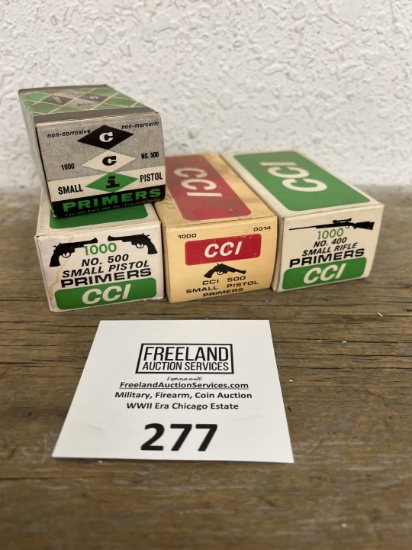 non-corrosive
non-mercuric
C
1000
C
NO. 500
SMALL
i
PISTOL
PRIMERS
1000
NO. 500
SMALL PISTOL
PRIMERS
CCI
CCI
1000
0014
CCI
CCI 500
SMALL PISTOL
PRIMERS
CCI
1000
NO. 400
SMALL RIFLE
PRIMERS
CCI
FREELAND
AUCTION SERVICES
FreelandAuctionServices.com
Military, Firearm, Coin Auction
WWII Era Chicago Estate
277